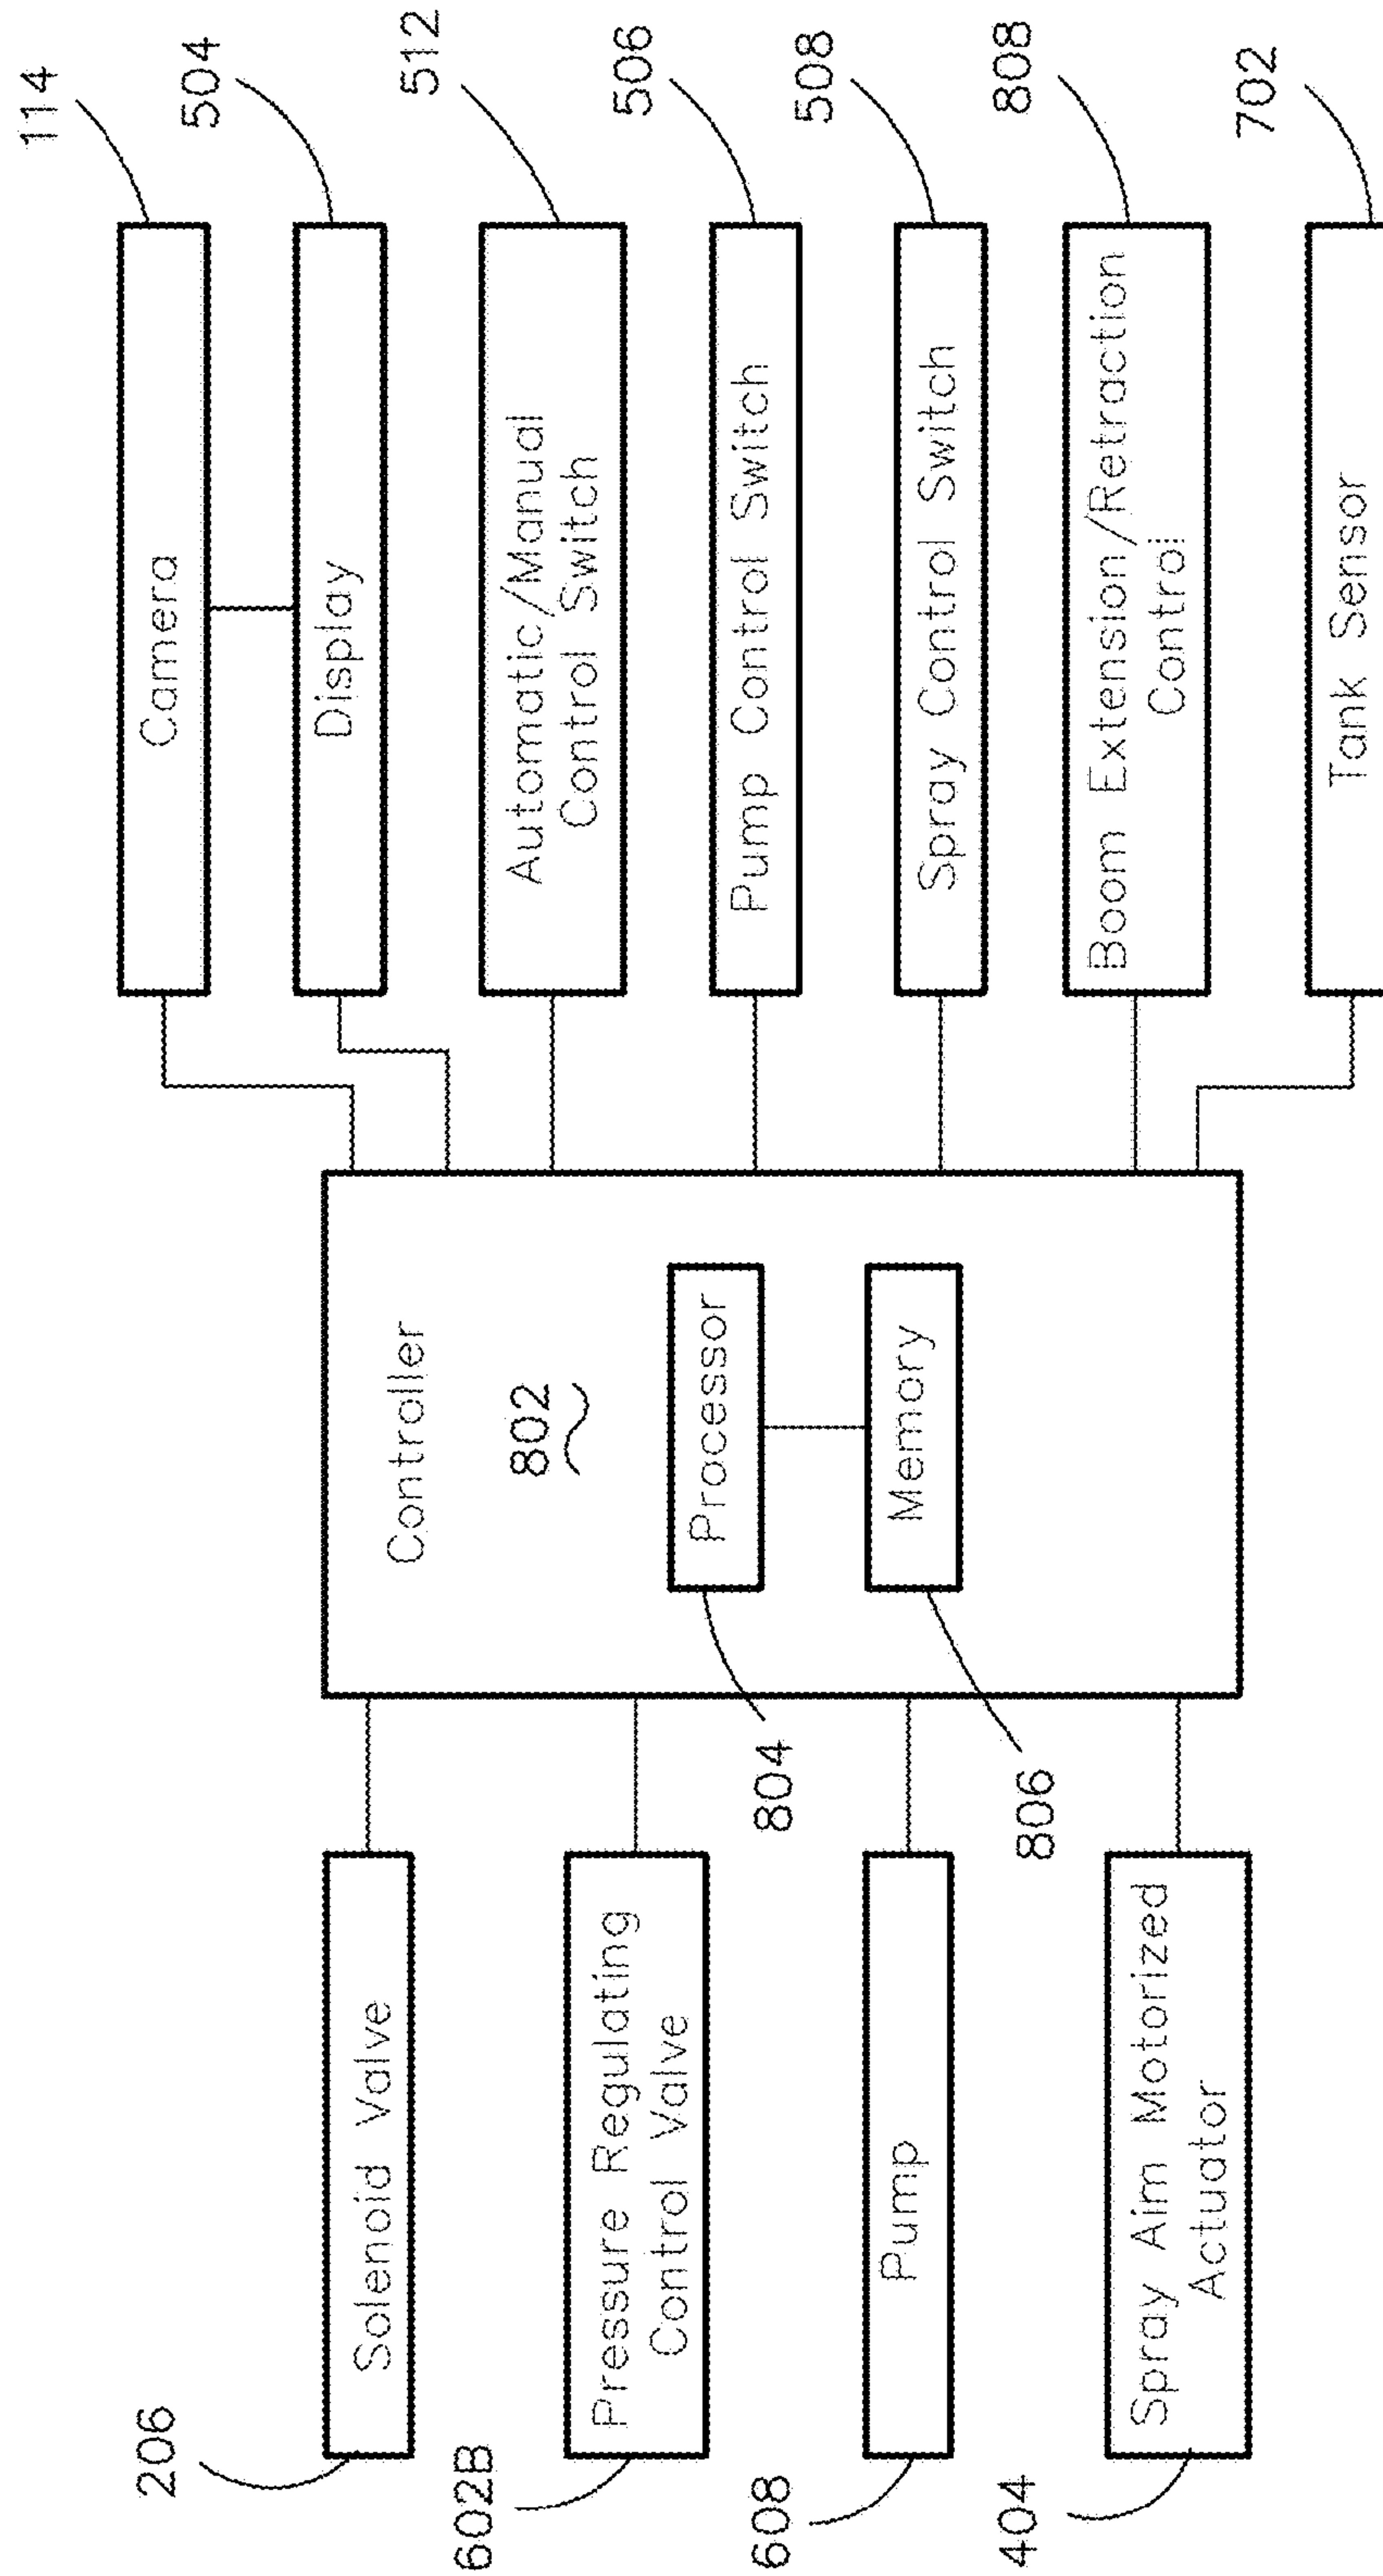 114
Camera
504
Display
512
Automatic/Manual
Control Switch
506
Pump Control Switch
508
Spray Control Switch
808
Boom Extension/Retraction
Control
702
Tank Sensor
Controller
802
Processor
804
Memory
806
206
Solenoid Valve
602B
Pressure Regulating
Control Valve
608
Pump
404
Spray Aim Motorized
Actuator